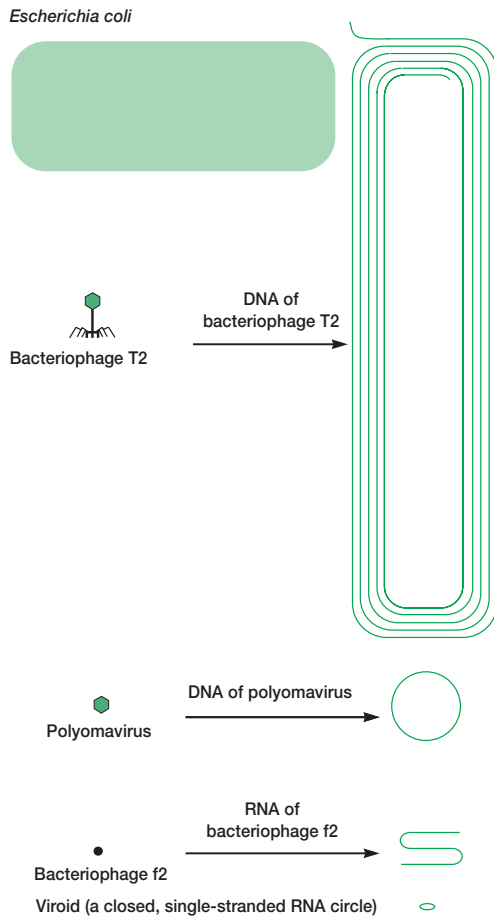 Escherichia coli
DNA of
bacteriophage T2
Bacteriophage T2
DNA of polyomavirus
Polyomavirus
RNA of
bacteriophage f2
Bacteriophage f2
Viroid (a closed, single-stranded RNA circle)